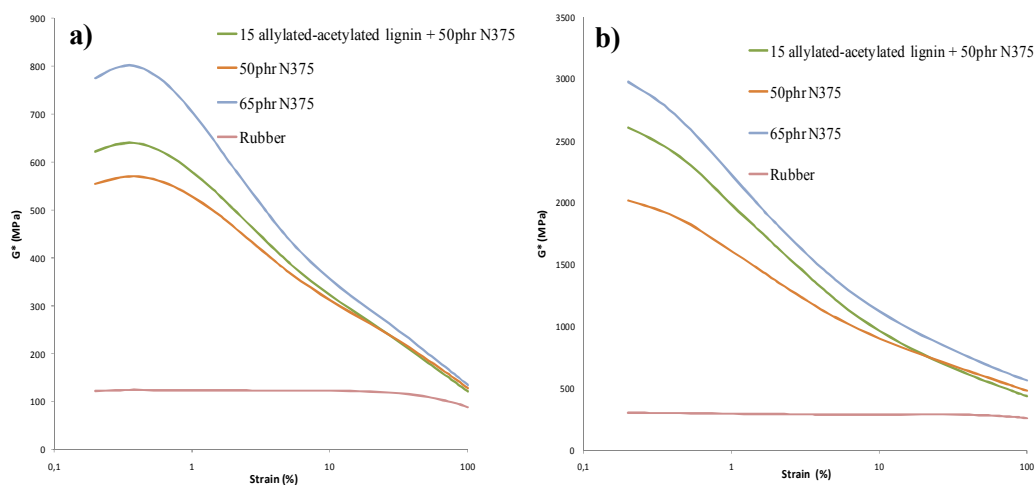 a)
15 allylated-acetylated lignin + 50phr N375
50phr N375
65phr N375
Rubber
G* (MPa)
900
800
700
600
500
400
300
200
100
0
0,1
1
10
100
Strain (%)
b)
15 allylated-acetylated lignin + 50phr N375
50phr N375
65phr N375
Rubber
G* (MPa)
3500
3000
2500
2000
1500
1000
500
0
0,1
1
10
100
Strain (%)